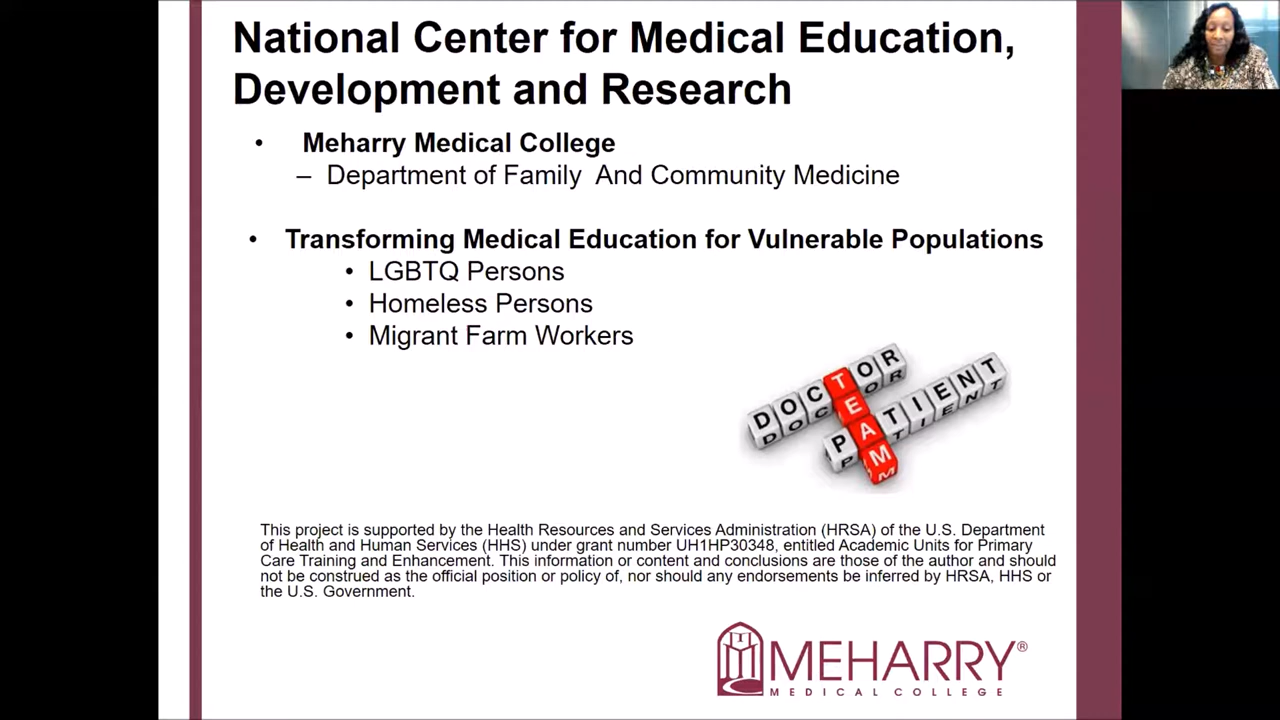 National Center for Medical Education,
Development and Research
• Meharry Medical College
– Department of Family And Community Medicine
• Transforming Medical Education for Vulnerable Populations
• LGBTQ Persons
• Homeless Persons
• Migrant Farm Workers
DOCTOR
TEAM
PATIENT
This project is supported by the Health Resources and Services Administration (HRSA) of the U.S. Department
of Health and Human Services (HHS) under grant number UH1HP30348, entitled Academic Units for Primary
Care Training and Enhancement. This information or content and conclusions are those of the author and should
not be construed as the official position or policy of, nor should any endorsements be inferred by HRSA, HHS or
the U.S. Government.
MEHARRY®
MEDICAL COLLEGE